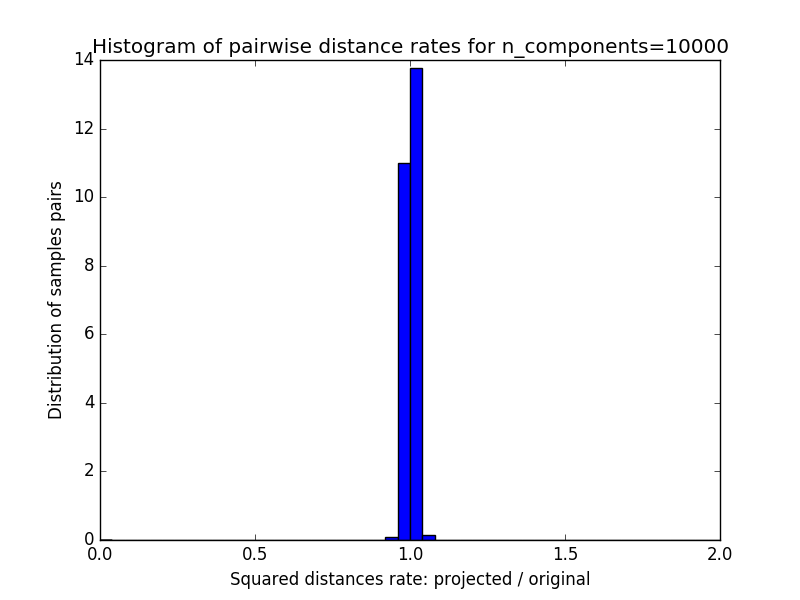 Histogram of pairwise distance rates for n_components=10000
14
12
10
8
6
4
2
0
Distribution of samples pairs
0.0 0.5 1.0 1.5 2.0
Squared distances rate: projected / original